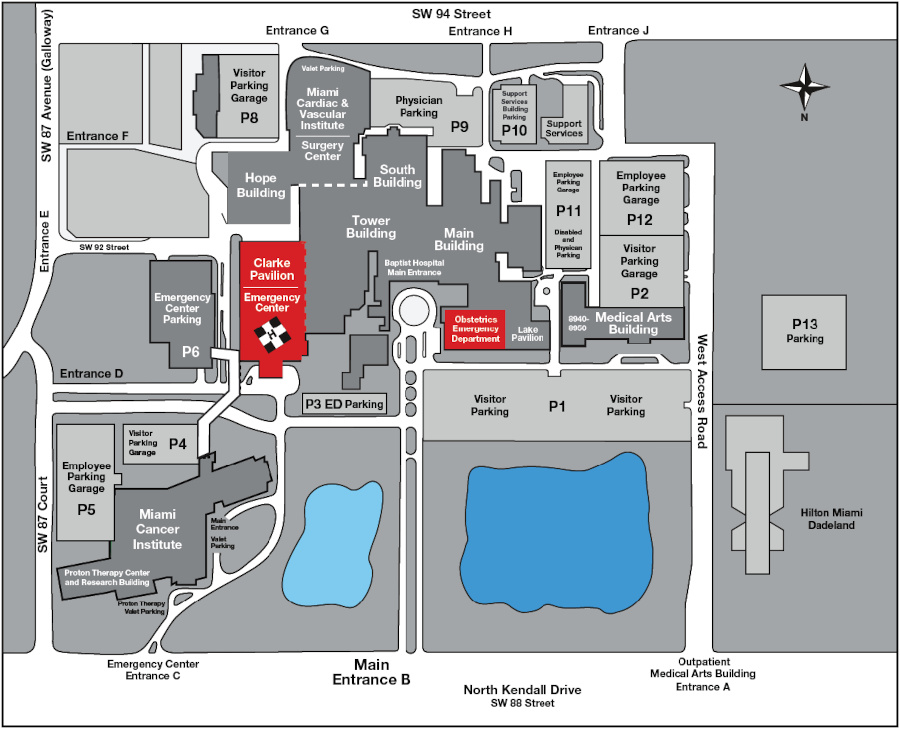 SW 94 Street
Entrance G
Entrance H
Entrance J
SW 87 Avenue (Galloway)
Valet Parking
Miami
Cardiac &
Vascular
Institute
Surgery
Center
Visitor
Parking
Garage
P8
Physician
Parking
P9
Support
Services
Building
Parking
P10
Support
Services
N
Entrance F
Hope
Building
South
Building
Employee
Parking
Garage
P11
Disabled
and
Physician
Parking
Employee
Parking
Garage
P12
Tower
Building
Main
Building
Visitor
Parking
Garage
P2
Entrance E
SW 92 Street
Clarke
Pavilion
Emergency
Center
H
Baptist Hospital
Main Entrance
Emergency
Center
Parking
P6
Obstetrics
Emergency
Department
Lake
Pavilion
8940-
8950
Medical Arts
Building
P13
Parking
West Access Road
Entrance D
P3 ED Parking
Visitor
Parking
P1
Visitor
Parking
Visitor
Parking
Garage
P4
Employee
Parking
Garage
P5
SW 87 Court
Miami
Cancer
Institute
Main
Entrance
Valet
Parking
Hilton Miami
Dadeland
Proton Therapy Center
and Research Building
Proton Therapy
Valet Parking
Emergency Center
Entrance C
Main
Entrance B
North Kendall Drive
SW 88 Street
Outpatient
Medical Arts Building
Entrance A